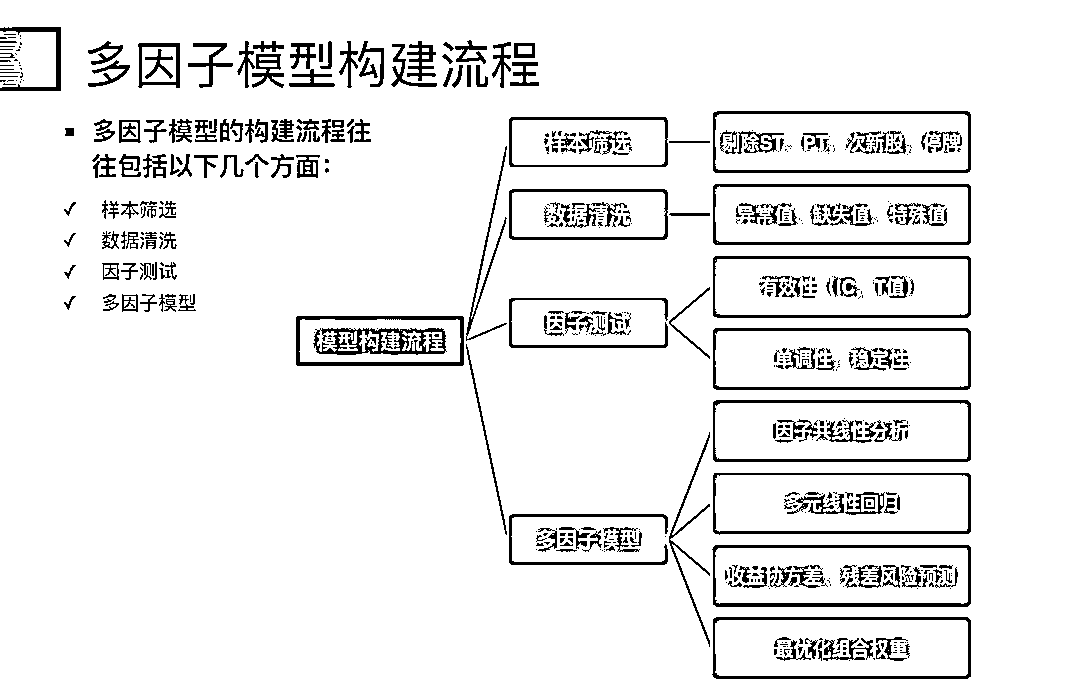 多因子模型构建流程
▪ 多因子模型的构建流程往
往包括以下几个方面：
✓ 样本筛选
✓ 数据清洗
✓ 因子测试
✓ 多因子模型
模型构建流程
样本筛选
剔除ST、PT、次新股，停牌
数据清洗
异常值、缺失值、特殊值
因子测试
有效性（IC，T值）
单调性，稳定性
多因子模型
因子共线性分析
多元线性回归
收益协方差、残差风险预测
最优化组合权重